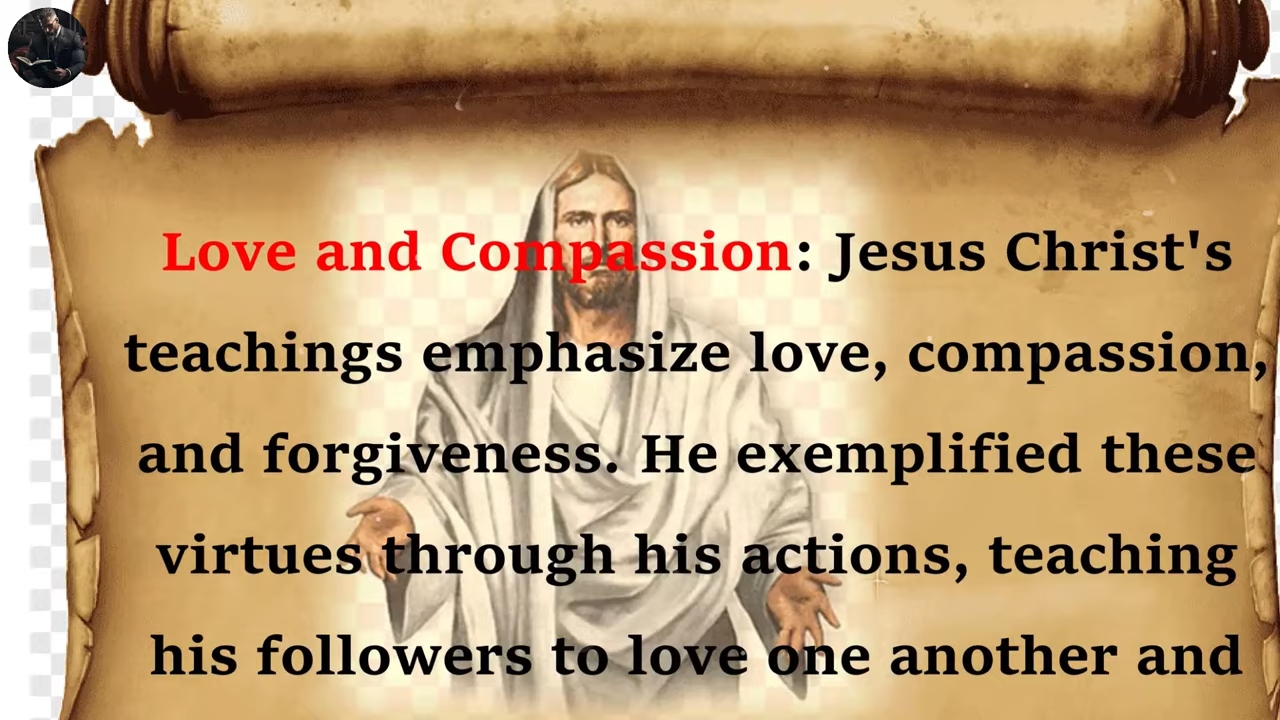 Love and Compassion: Jesus Christ's
teachings emphasize love, compassion,
and forgiveness. He exemplified these
virtues through his actions, teaching
his followers to love one another and